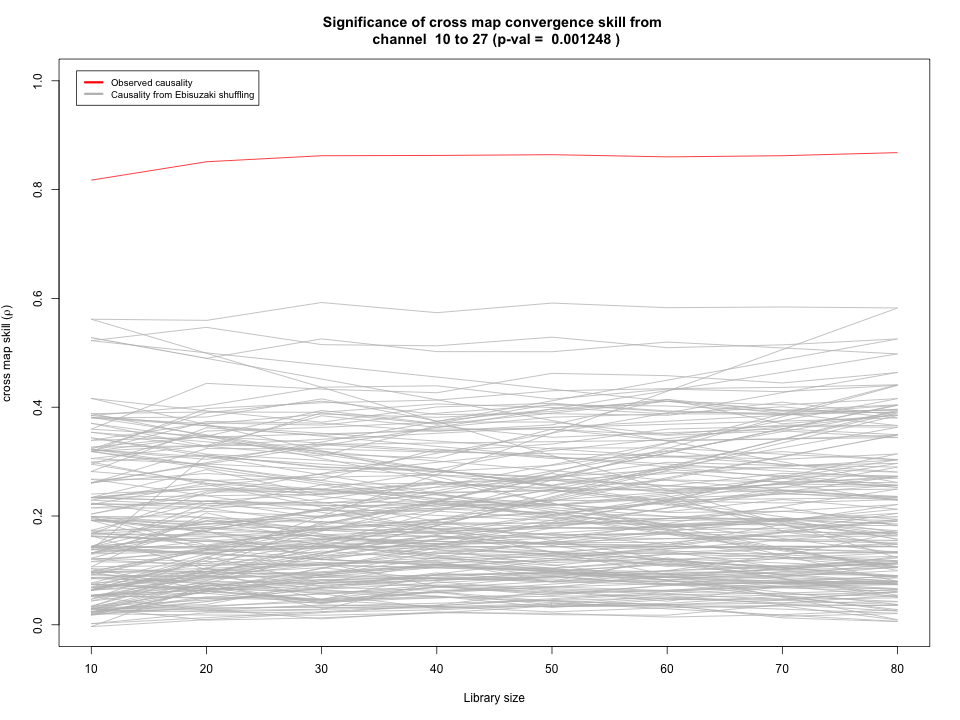 Significance of cross map convergence skill from
channel  10 to 27 (p-val =  0.001248 )
Observed causality
Causality from Ebisuzaki shuffling
cross map skill (ρ)
1.0
0.8
0.6
0.4
0.2
0.0
10 20 30 40 50 60 70 80
Library size